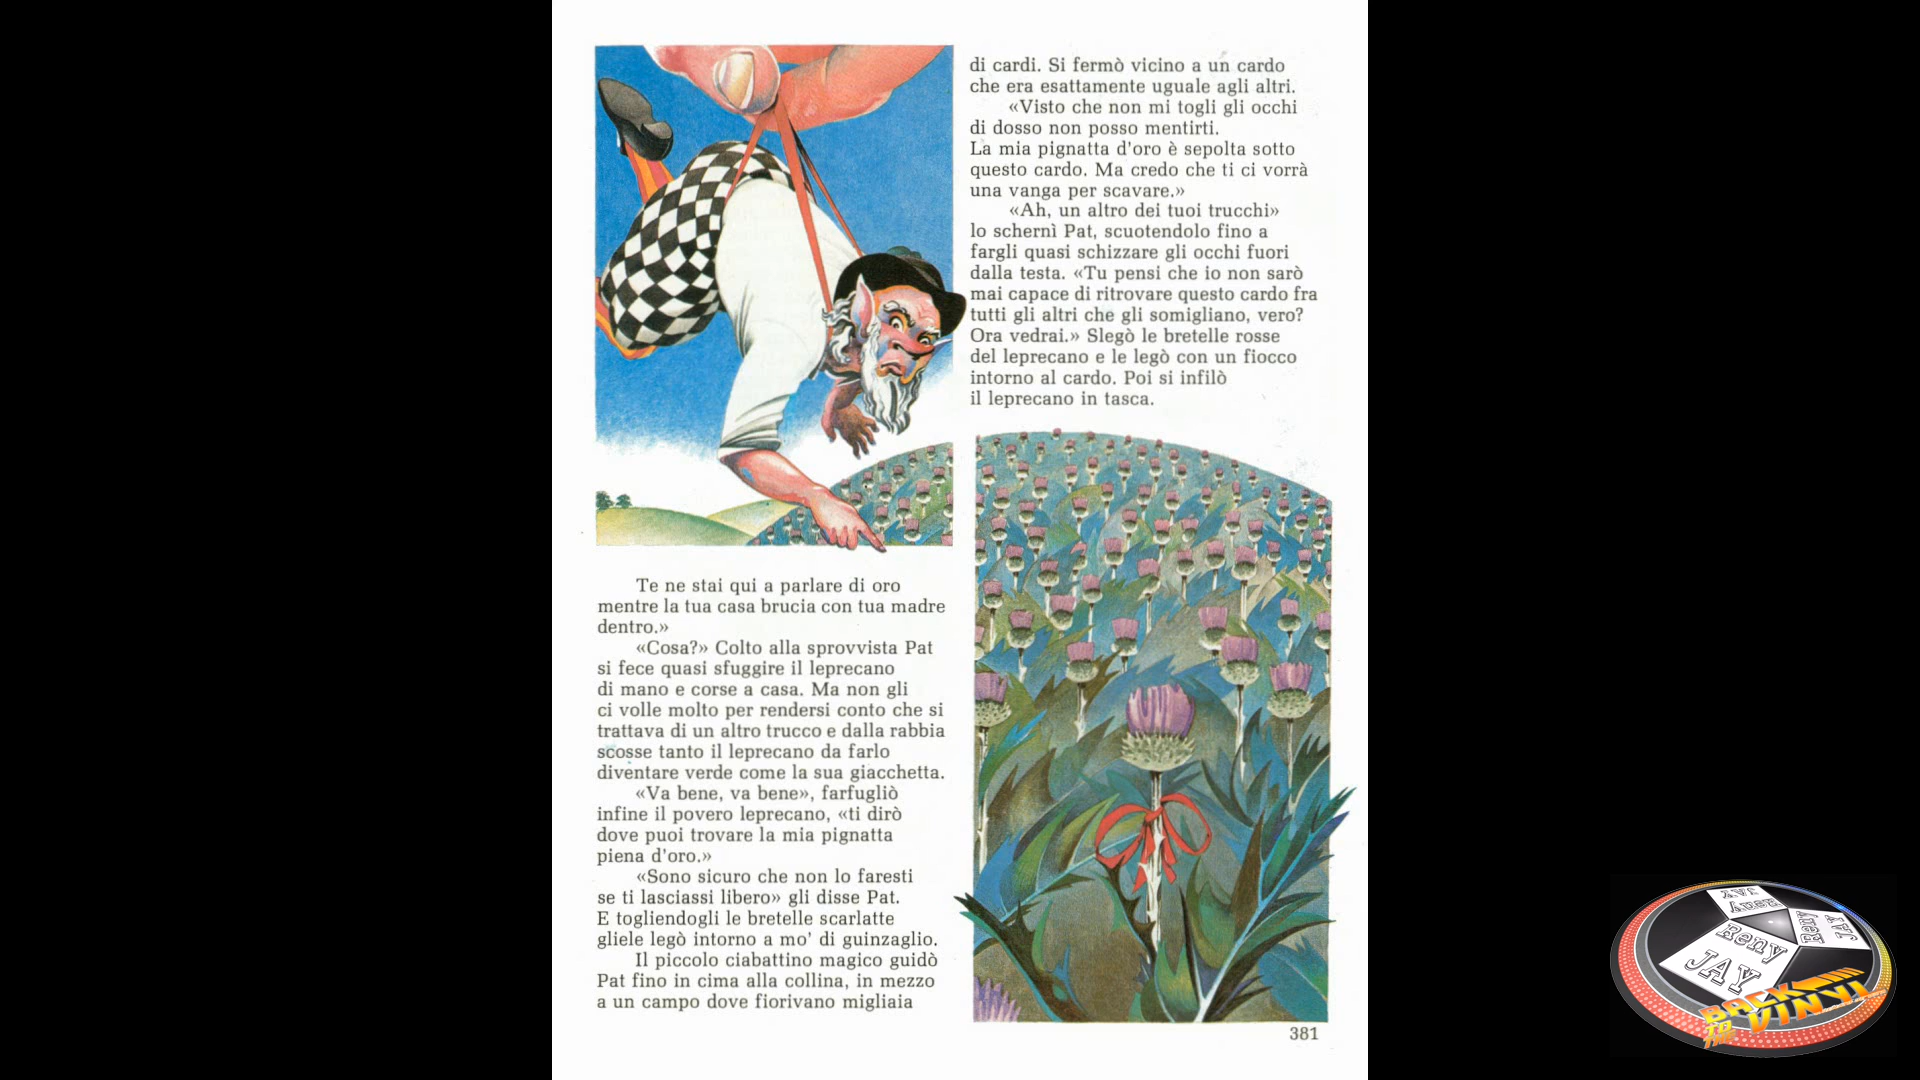 Te ne stai qui a parlare di oro
mentre la tua casa brucia con tua madre
dentro.»
«Cosa?» Colto alla sprovvista Pat
si fece quasi sfuggire il leprecano
di mano e corse a casa. Ma non gli
ci volle molto per rendersi conto che si
trattava di un altro trucco e dalla rabbia
scosse tanto il leprecano da farlo
diventare verde come la sua giacchetta.
«Va bene, va bene», farfugliò
infine il povero leprecano, «ti dirò
dove puoi trovare la mia pignatta
piena d'oro.»
«Sono sicuro che non lo faresti
se ti lasciassi libero» gli disse Pat.
E togliendogli le bretelle scarlatte
gliele legò intorno a mo' di guinzaglio.
Il piccolo ciabattino magico guidò
Pat fino in cima alla collina, in mezzo
a un campo dove fiorivano migliaia
di cardi. Si fermò vicino a un cardo
che era esattamente uguale agli altri.
«Visto che non mi togli gli occhi
di dosso non posso mentirti.
La mia pignatta d'oro è sepolta sotto
questo cardo. Ma credo che ti ci vorrà
una vanga per scavare.»
«Ah, un altro dei tuoi trucchi»
lo schernì Pat, scuotendolo fino a
fargli quasi schizzare gli occhi fuori
dalla testa. «Tu pensi che io non sarò
mai capace di ritrovare questo cardo fra
tutti gli altri che gli somigliano, vero?
Ora vedrai.» Slegò le bretelle rosse
del leprecano e le legò con un fiocco
intorno al cardo. Poi si infilò
il leprecano in tasca.
381
Reny
JAY
Reny
JAY
Reny
JAY
BACK
TO THE VINYL